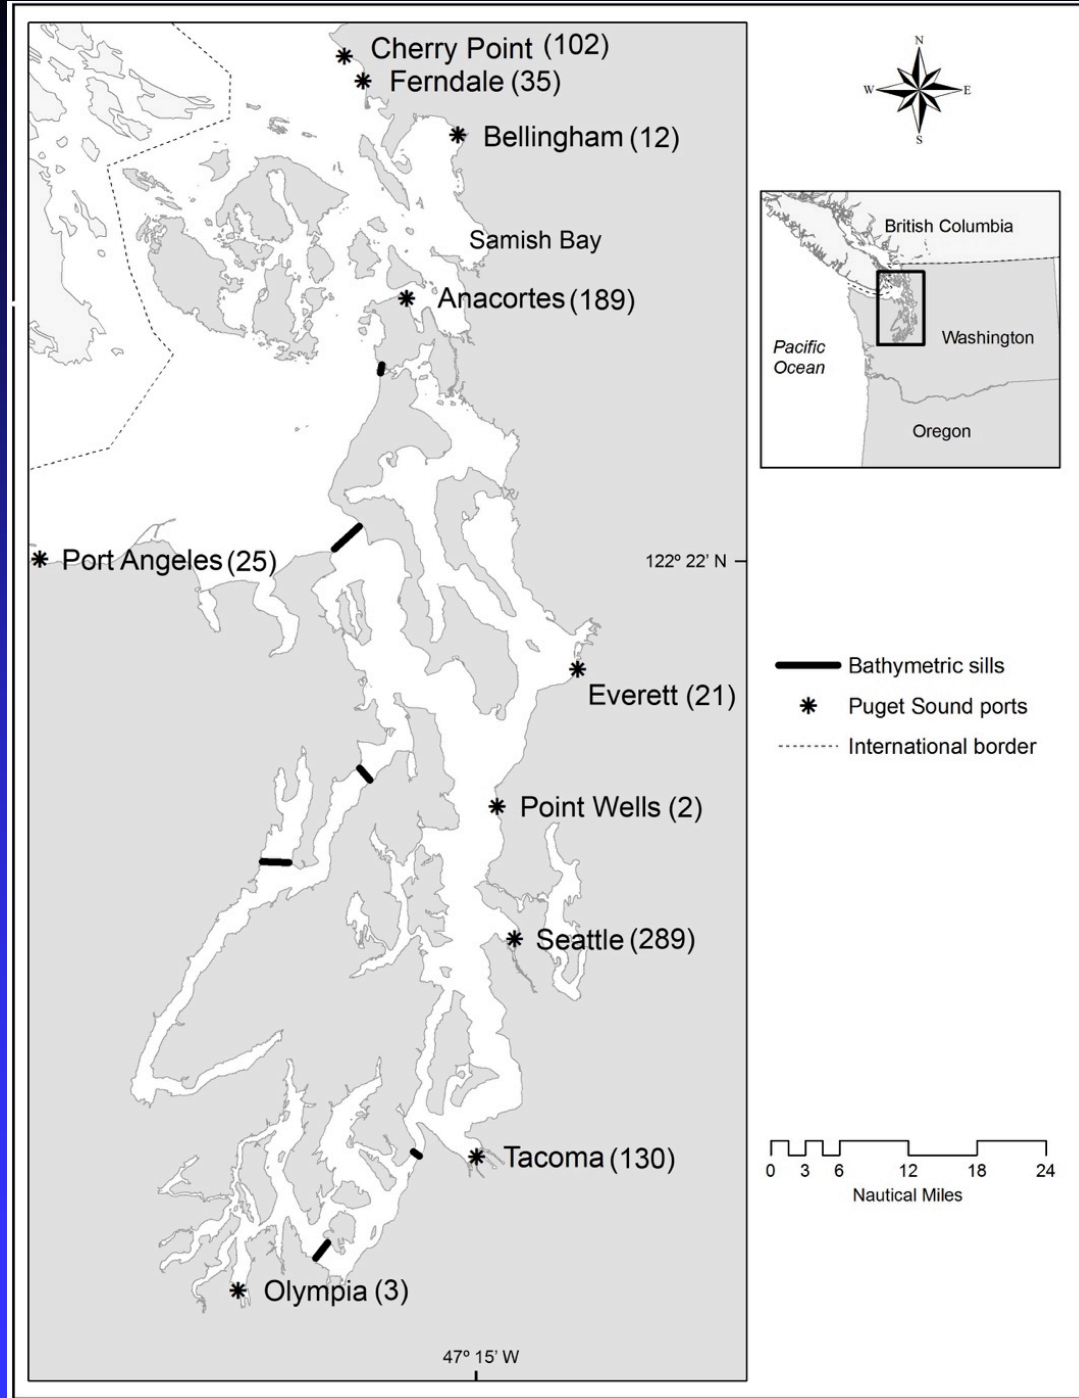 Cherry Point (102)
Ferndale (35)
Bellingham (12)
Samish Bay
Anacortes (189)
Port Angeles (25)
122º 22' N
Everett (21)
Point Wells (2)
Seattle (289)
Tacoma (130)
Olympia (3)
47º 15' W
N
W E
S
British Columbia
Washington
Pacific
Ocean
Oregon
Bathymetric sills
Puget Sound ports
International border
0 3 6 12 18 24
Nautical Miles